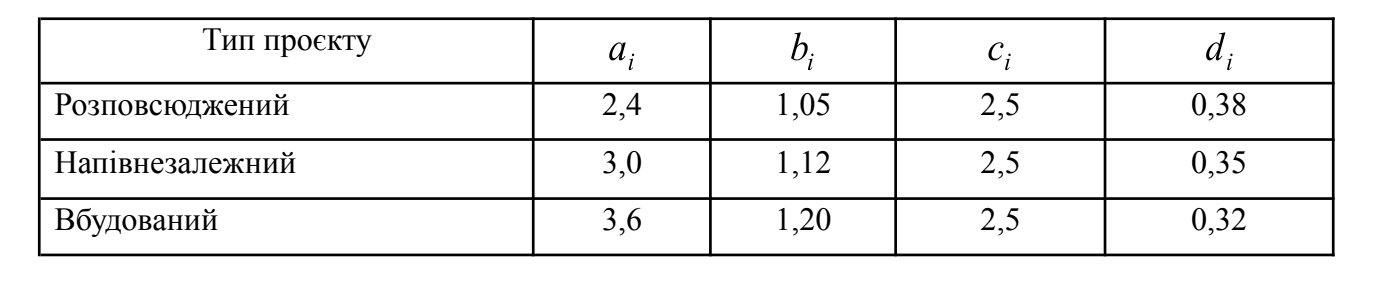 Тип проєкту a_i b_i c_i d_i
Розповсюджений 2,4 1,05 2,5 0,38
Напівнезалежний 3,0 1,12 2,5 0,35
Вбудований 3,6 1,20 2,5 0,32